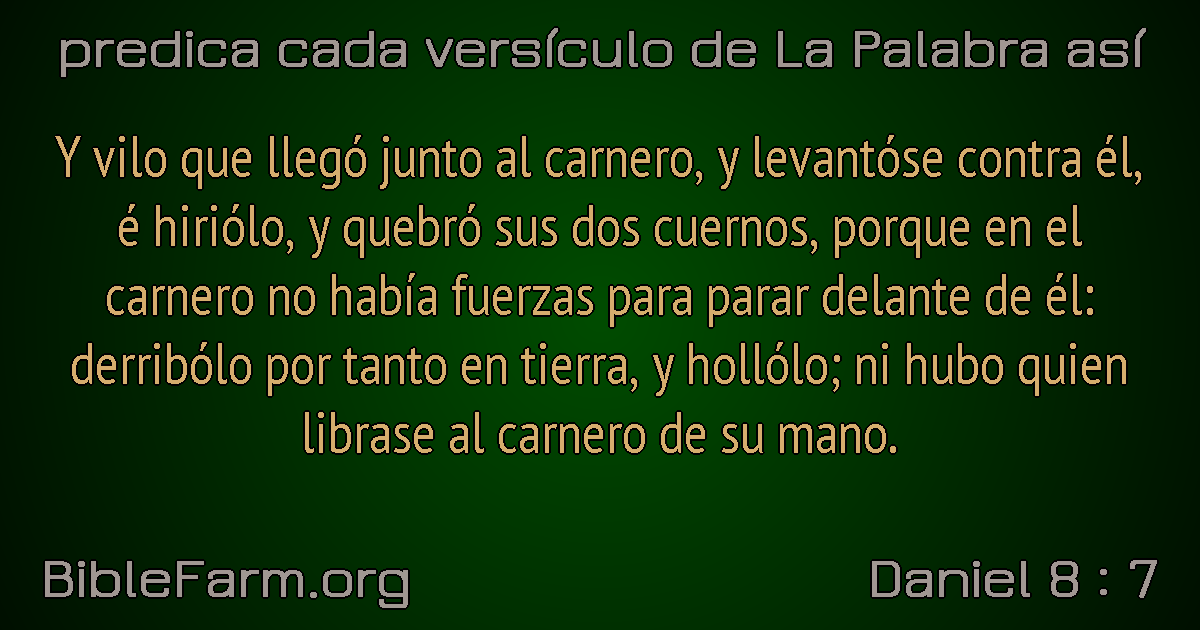 predica cada versículo de La Palabra así
Y vilo que llegó junto al carnero, y levantóse contra él,
é hiriólo, y quebró sus dos cuernos, porque en el
carnero no había fuerzas para parar delante de él:
derribólo por tanto en tierra, y hollólo; ni hubo quien
librase al carnero de su mano.
BibleFarm.org
Daniel 8 : 7